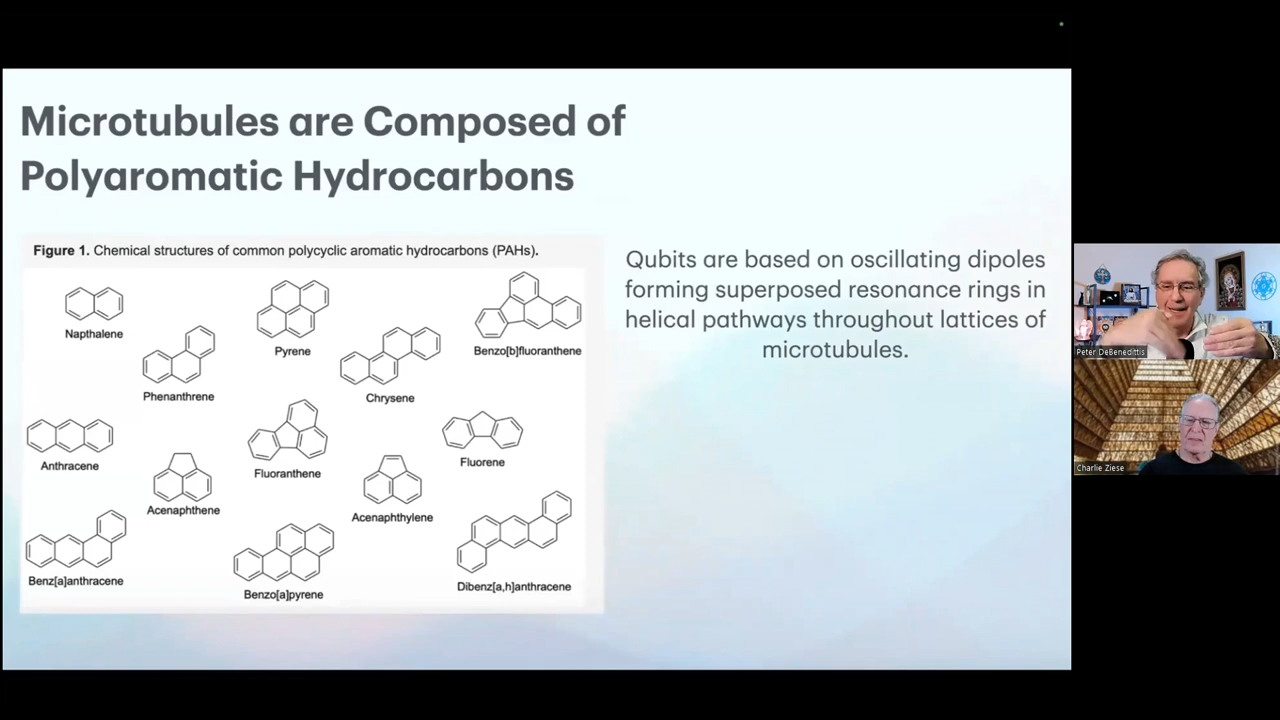 Microtubules are Composed of
Polyaromatic Hydrocarbons
Figure 1. Chemical structures of common polycyclic aromatic hydrocarbons (PAHs).
Napthalene
Pyrene
Benzo[b]fluoranthene
Phenanthrene
Chrysene
Anthracene
Fluoranthene
Fluorene
Acenaphthene
Acenaphthylene
Benz[a]anthracene
Benzo[a]pyrene
Dibenz[a,h]anthracene
Qubits are based on oscillating dipoles
forming superposed resonance rings in
helical pathways throughout lattices of
microtubules.
Peter DeBenedittis
Charlie Ziese